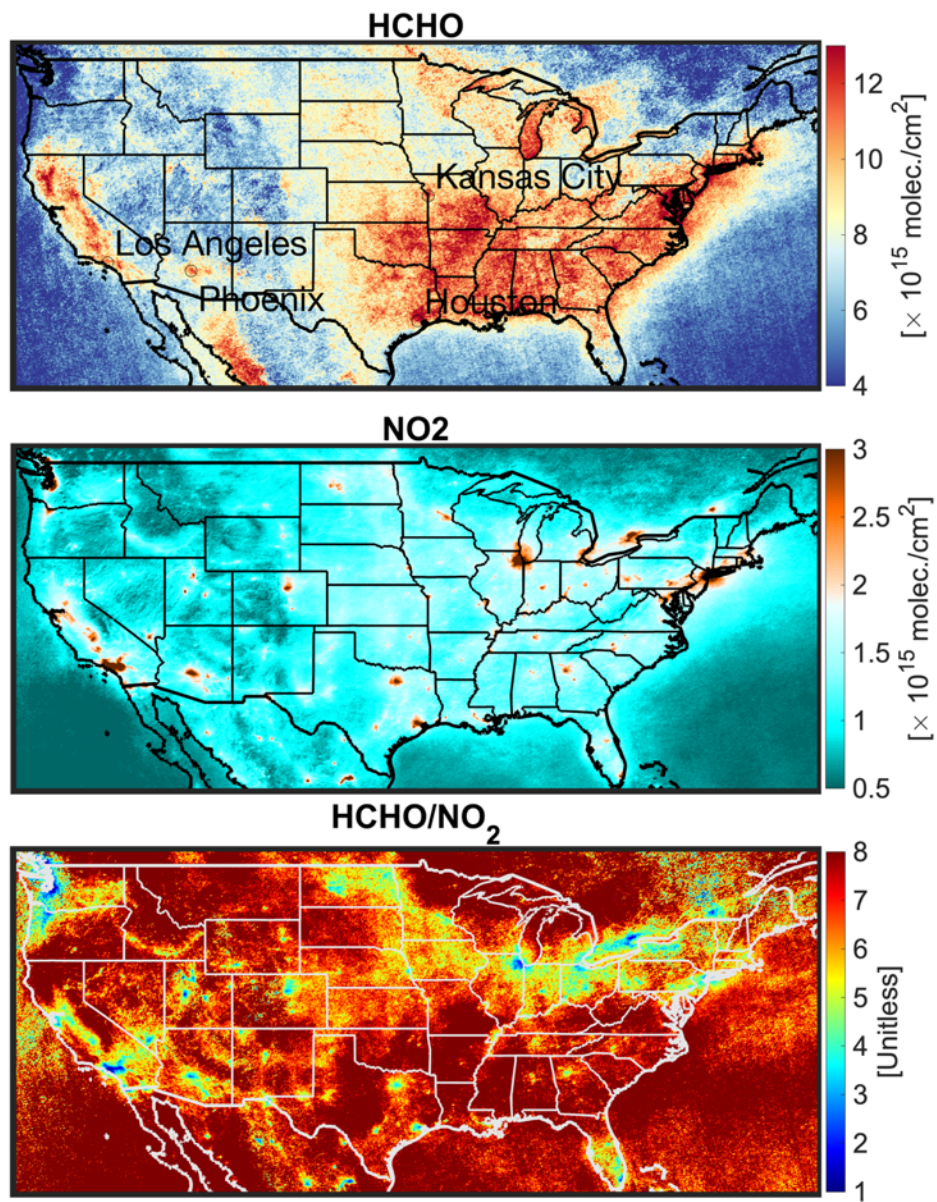 HCHO
12
10
8
6
4
[× 10¹⁵ molec./cm²]
Kansas City
Los Angeles
Phoenix
Houston
NO2
3
2.5
2
1.5
1
0.5
[× 10¹⁵ molec./cm²]
HCHO/NO₂
8
7
6
5
4
3
2
1
[Unitless]